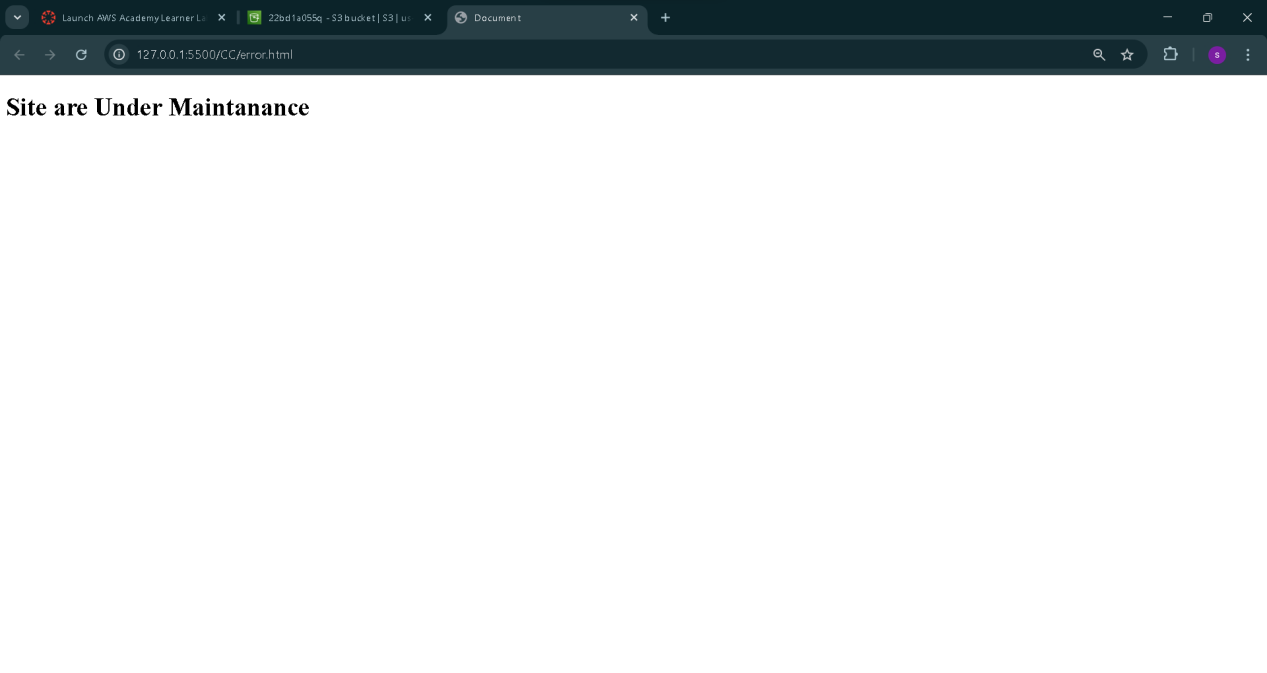 Launch AWS Academy Learner La
22bd1a055q - S3 bucket | S3 | us
Document
127.0.0.1:5500/CC/error.html
s
Site are Under Maintanance